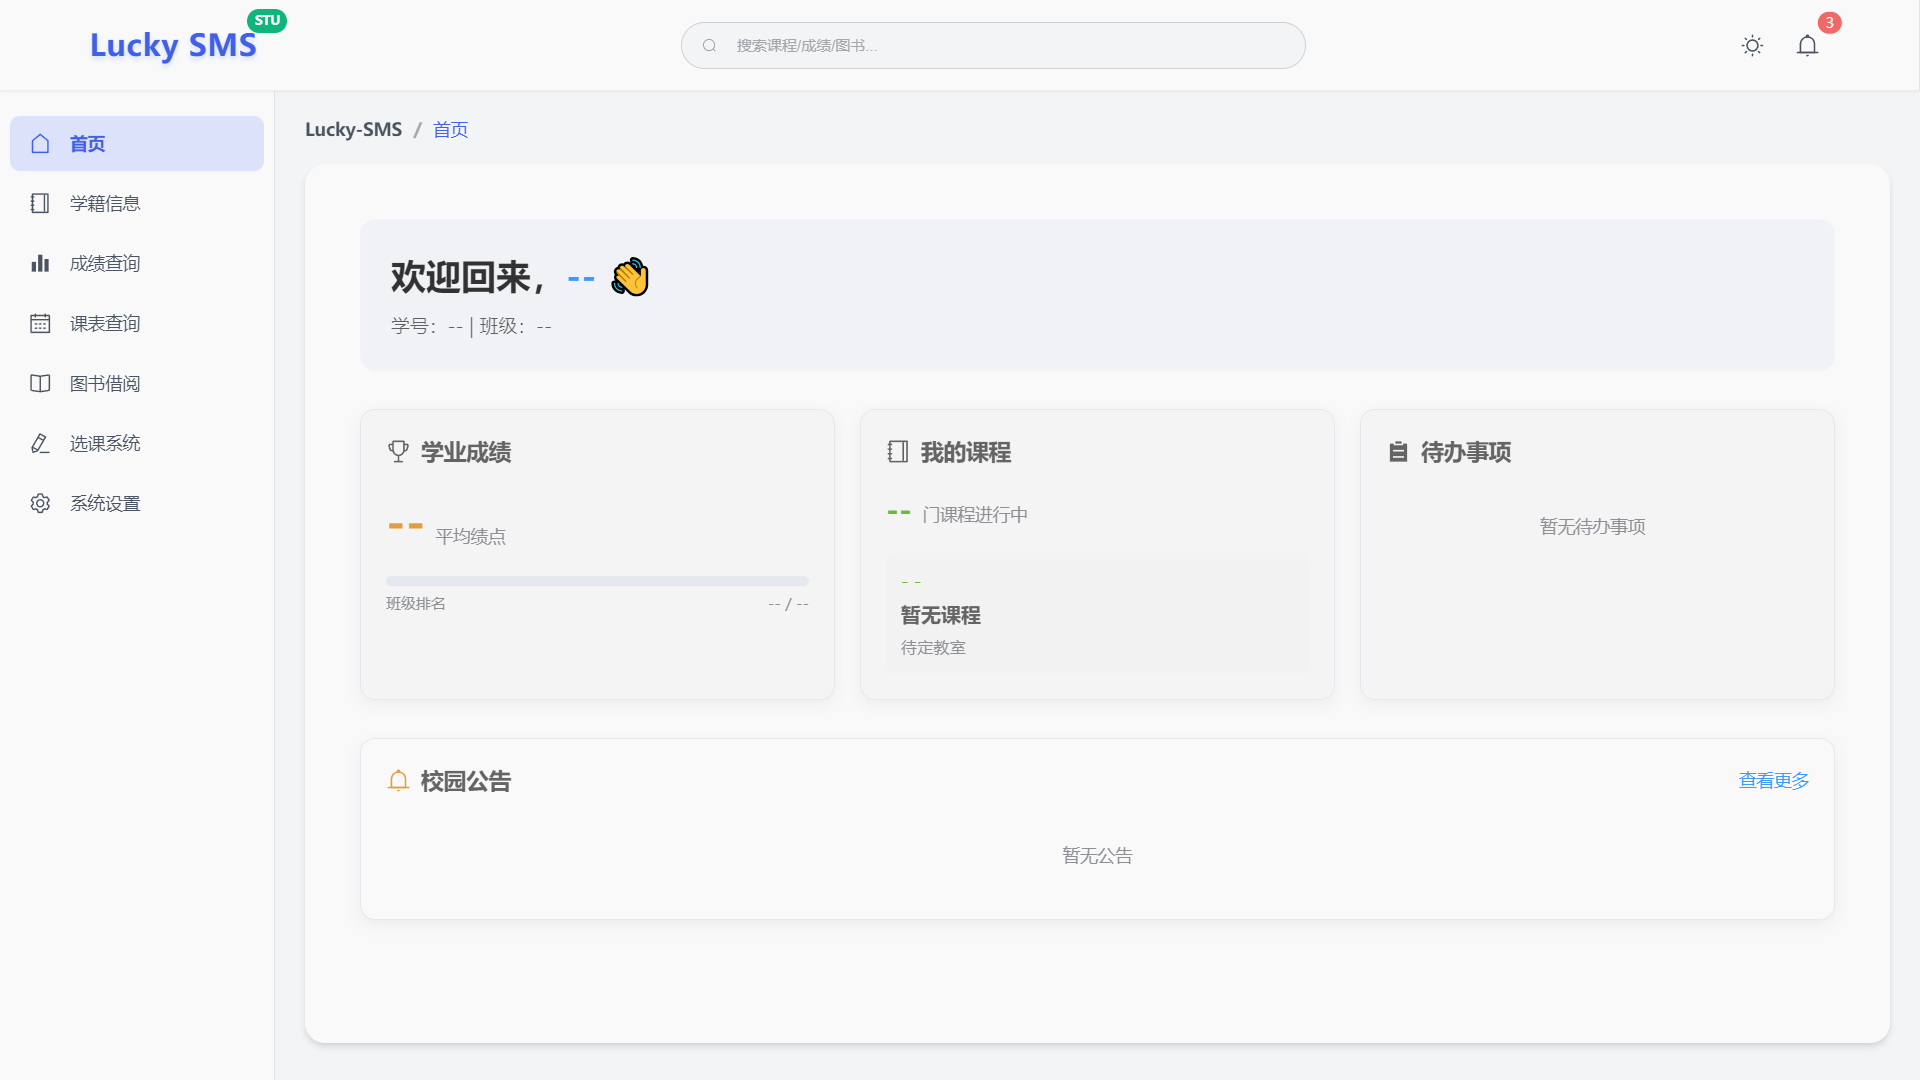 Lucky SMS
STU
搜索课程/成绩/图书...
3
首页
学籍信息
成绩查询
课表查询
图书借阅
选课系统
系统设置
Lucky-SMS / 首页
欢迎回来，-- 👋
学号：-- | 班级：--
学业成绩
-- 平均绩点
班级排名 -- / --
我的课程
-- 门课程进行中
- -
暂无课程
待定教室
待办事项
暂无待办事项
校园公告
查看更多
暂无公告